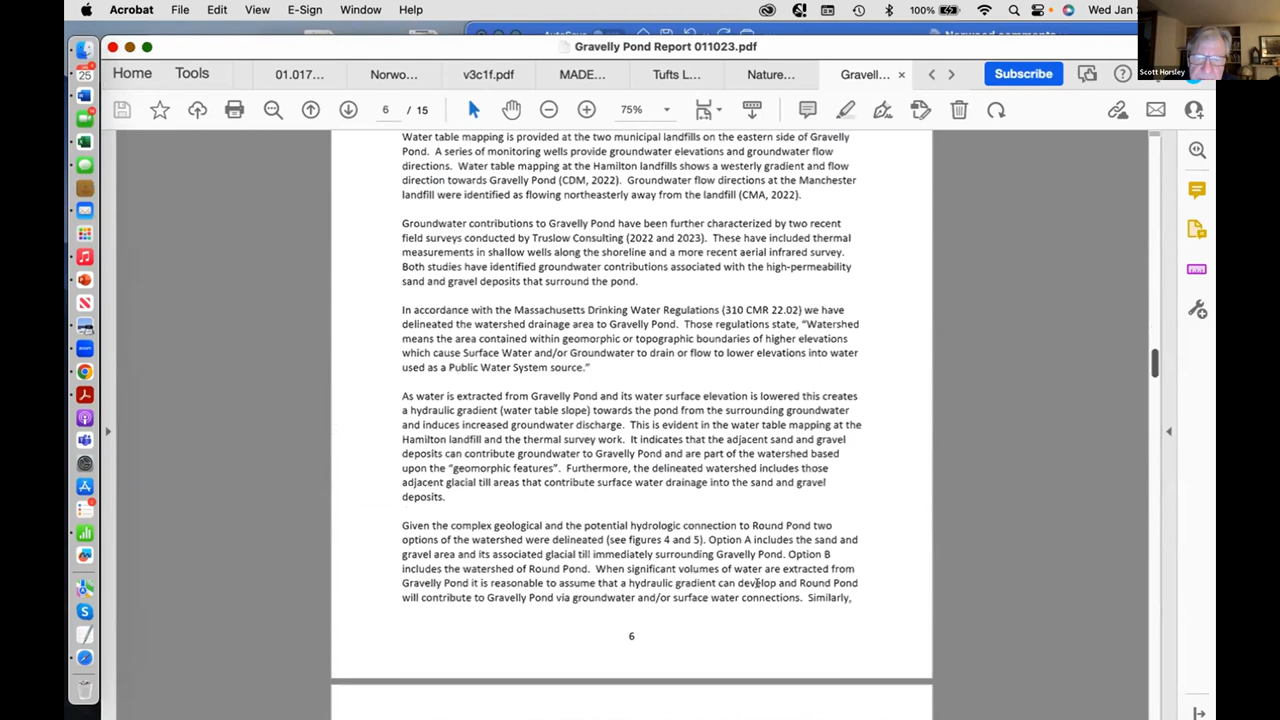 Acrobat File Edit View E-Sign Window Help 100% Wed Jan
AutoSave
Gravelly Pond Report 011023.pdf
Scott Horsley
Home Tools 01.017... Norwo... v3c1f.pdf MADE... Tufts L... Nature... Gravell... × Subscribe
6 / 15 75%
25
Water table mapping is provided at the two municipal landfills on the eastern side of Gravelly
Pond. A series of monitoring wells provide groundwater elevations and groundwater flow
directions. Water table mapping at the Hamilton landfills shows a westerly gradient and flow
direction towards Gravelly Pond (CDM, 2022). Groundwater flow directions at the Manchester
landfill were identified as flowing northeasterly away from the landfill (CMA, 2022).
Groundwater contributions to Gravelly Pond have been further characterized by two recent
field surveys conducted by Truslow Consulting (2022 and 2023). These have included thermal
measurements in shallow wells along the shoreline and a more recent aerial infrared survey.
Both studies have identified groundwater contributions associated with the high-permeability
sand and gravel deposits that surround the pond.
In accordance with the Massachusetts Drinking Water Regulations (310 CMR 22.02) we have
delineated the watershed drainage area to Gravelly Pond. Those regulations state, “Watershed
means the area contained within geomorphic or topographic boundaries of higher elevations
which cause Surface Water and/or Groundwater to drain or flow to lower elevations into water
used as a Public Water System source.”
As water is extracted from Gravelly Pond and its water surface elevation is lowered this creates
a hydraulic gradient (water table slope) towards the pond from the surrounding groundwater
and induces increased groundwater discharge. This is evident in the water table mapping at the
Hamilton landfill and the thermal survey work. It indicates that the adjacent sand and gravel
deposits can contribute groundwater to Gravelly Pond and are part of the watershed based
upon the “geomorphic features”. Furthermore, the delineated watershed includes those
adjacent glacial till areas that contribute surface water drainage into the sand and gravel
deposits.
Given the complex geological and the potential hydrologic connection to Round Pond two
options of the watershed were delineated (see figures 4 and 5). Option A includes the sand and
gravel area and its associated glacial till immediately surrounding Gravelly Pond. Option B
includes the watershed of Round Pond. When significant volumes of water are extracted from
Gravelly Pond it is reasonable to assume that a hydraulic gradient can develop and Round Pond
will contribute to Gravelly Pond via groundwater and/or surface water connections. Similarly,
6